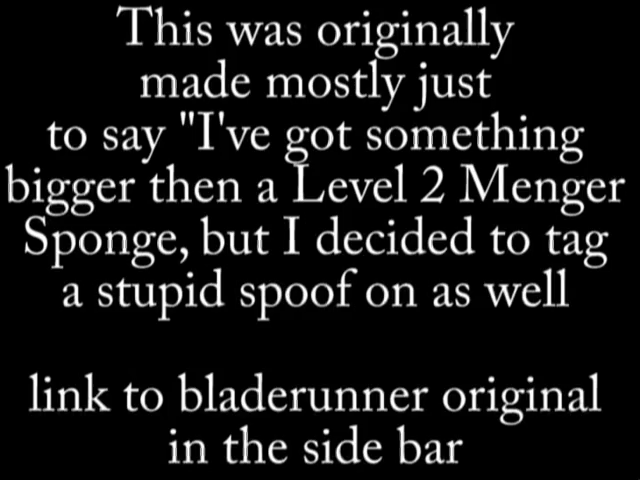 This was originally
made mostly just
to say "I've got something
bigger then a Level 2 Menger
Sponge, but I decided to tag
a stupid spoof on as well
link to bladerunner original
in the side bar